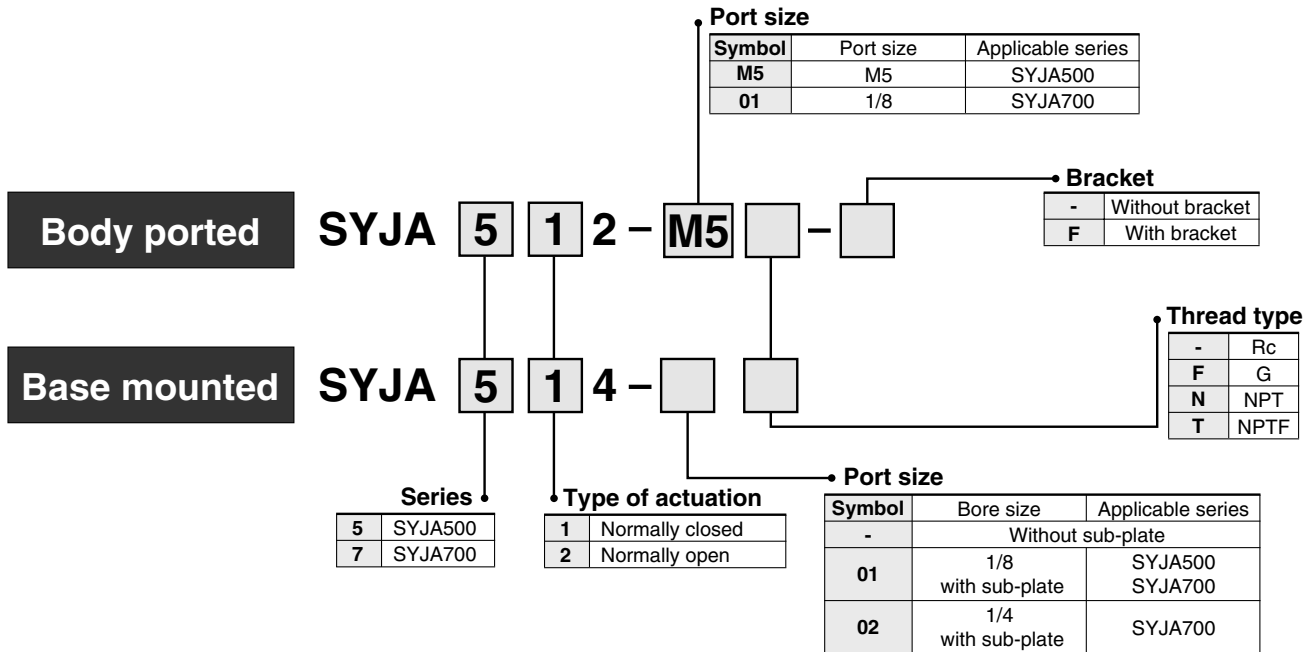 Port size
Symbol Port size Applicable series
M5 M5 SYJA500
01 1/8 SYJA700
Body ported SYJA 5 1 2 – M5 –
Bracket
- Without bracket
F With bracket
Base mounted SYJA 5 1 4 –
Thread type
- Rc
F G
N NPT
T NPTF
Series
5 SYJA500
7 SYJA700
Type of actuation
1 Normally closed
2 Normally open
Port size
Symbol Bore size Applicable series
- Without sub-plate
01 1/8 with sub-plate SYJA500 SYJA700
02 1/4 with sub-plate SYJA700